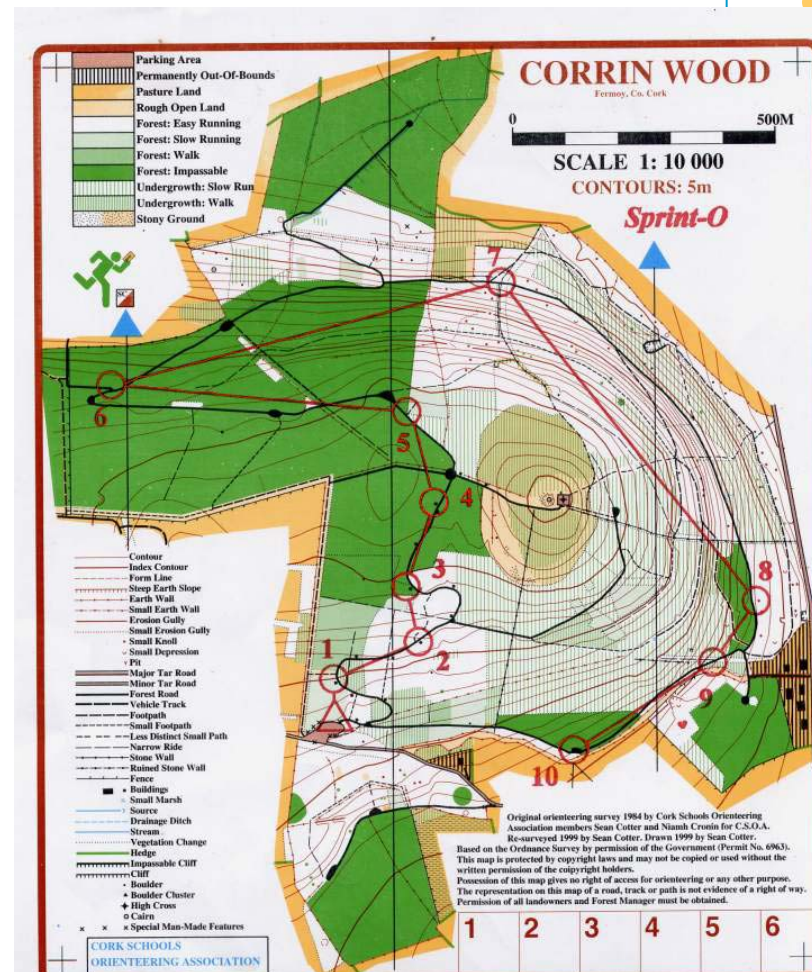 Parking Area
Permanently Out-Of-Bounds
Pasture Land
Rough Open Land
Forest: Easy Running
Forest: Slow Running
Forest: Walk
Forest: Impassable
Undergrowth: Slow Run
Undergrowth: Walk
Stony Ground
CORRIN WOOD
Fermoy, Co. Cork
0 500M
SCALE 1: 10 000
CONTOURS: 5m
Sprint-O
7
6
5
4
3
8
2
1
9
10
Contour
Index Contour
Form Line
Steep Earth Slope
Earth Wall
Small Earth Wall
Erosion Gully
Small Erosion Gully
Small Knoll
Small Depression
Pit
Major Tar Road
Minor Tar Road
Forest Road
Vehicle Track
Footpath
Small Footpath
Less Distinct Small Path
Narrow Ride
Stone Wall
Ruined Stone Wall
Fence
Buildings
Small Marsh
Source
Drainage Ditch
Stream
Vegetation Change
Hedge
Impassable Cliff
Cliff
Boulder
Boulder Cluster
High Cross
Cairn
Special Man-Made Features
Original orienteering survey 1984 by Cork Schools Orienteering
Association members Sean Cotter and Niamh Cronin for C.S.O.A.
Re-surveyed 1999 by Sean Cotter. Drawn 1999 by Sean Cotter.
Based on the Ordnance Survey by permission of the Government (Permit No. 6963).
This map is protected by copyright laws and may not be copied or used without the
written permission of the coipyright holders.
Possession of this map gives no right of access for orienteering or any other purpose.
The representation on this map of a road, track or path is not evidence of a right of way.
Permission of all landowners and Forest Manager must be obtained.
CORK SCHOOLS
ORIENTEERING ASSOCIATION
1 2 3 4 5 6